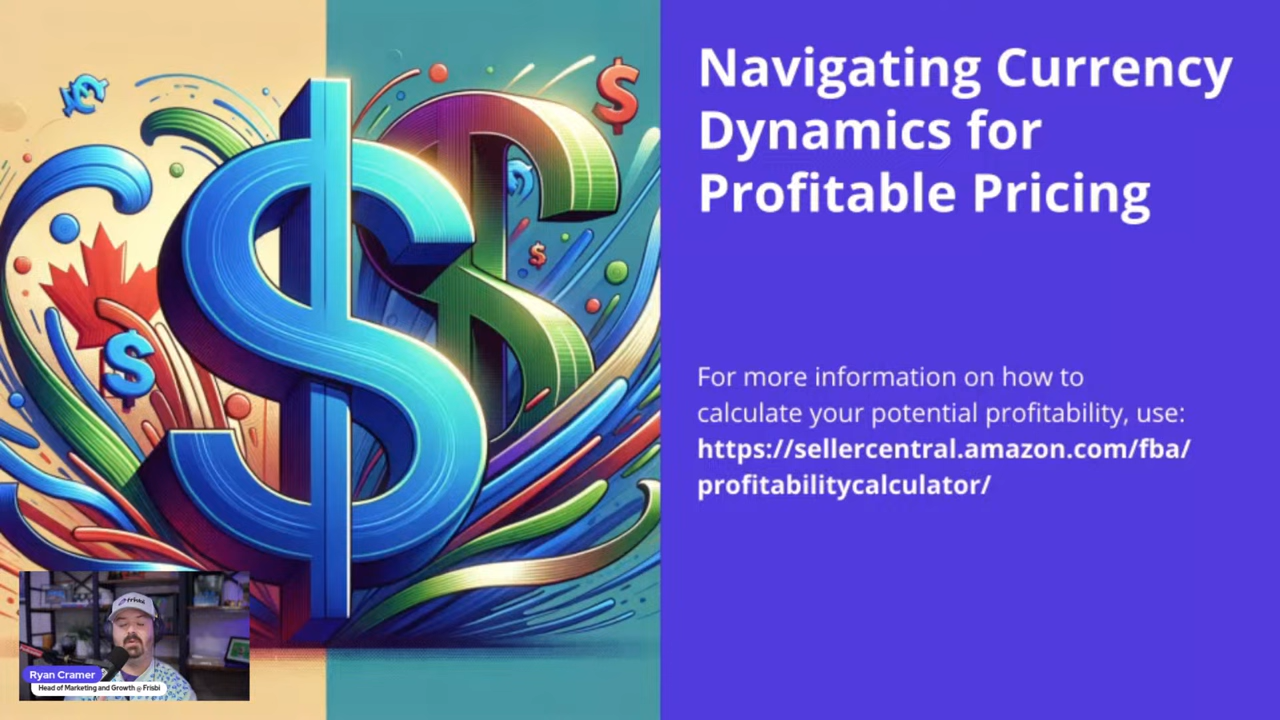 Navigating Currency
Dynamics for
Profitable Pricing
For more information on how to
calculate your potential profitability, use:
https://sellercentral.amazon.com/fba/
profitabilitycalculator/
frisbi
Ryan Cramer
Head of Marketing and Growth @ Frisbi